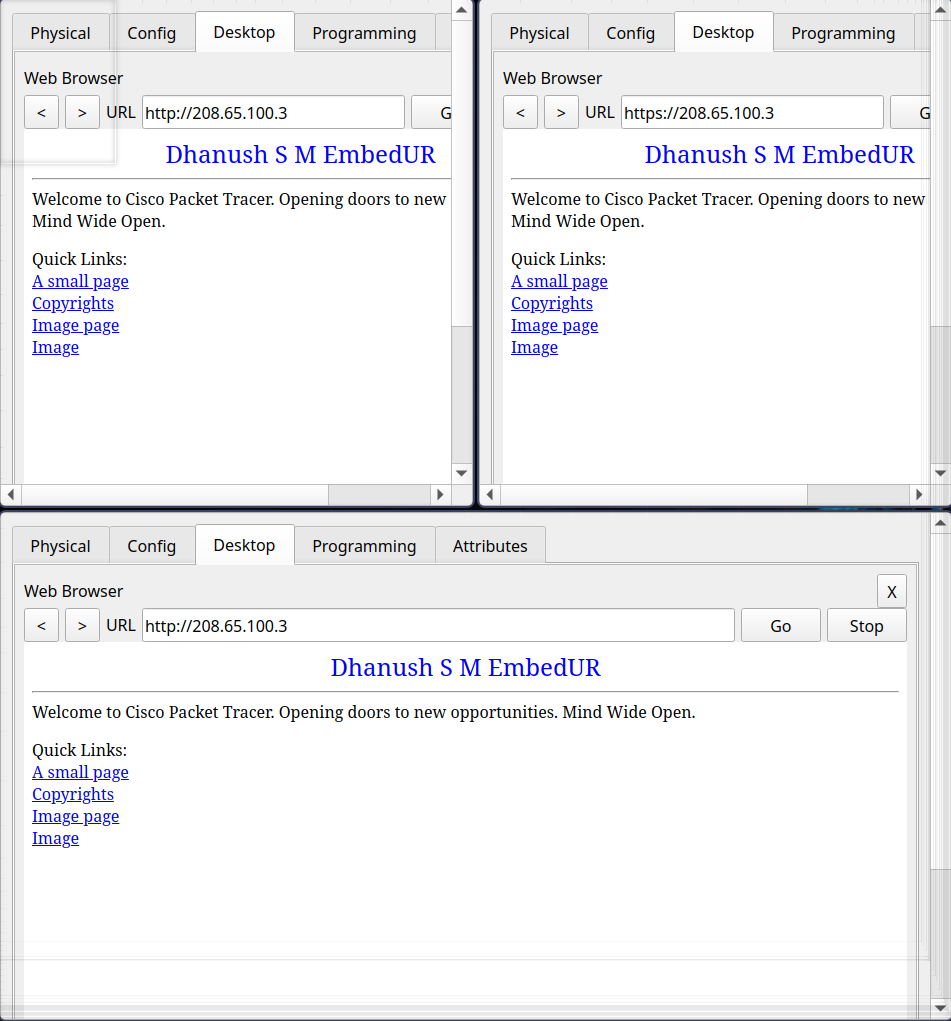 Physical Config Desktop Programming
Web Browser
< > URL http://208.65.100.3 G
Dhanush S M EmbedUR
Welcome to Cisco Packet Tracer. Opening doors to new
Mind Wide Open.
Quick Links:
A small page
Copyrights
Image page
Image
Physical Config Desktop Programming
Web Browser
< > URL https://208.65.100.3 G
Dhanush S M EmbedUR
Welcome to Cisco Packet Tracer. Opening doors to new
Mind Wide Open.
Quick Links:
A small page
Copyrights
Image page
Image
Physical Config Desktop Programming Attributes
Web Browser X
< > URL http://208.65.100.3 Go Stop
Dhanush S M EmbedUR
Welcome to Cisco Packet Tracer. Opening doors to new opportunities. Mind Wide Open.
Quick Links:
A small page
Copyrights
Image page
Image